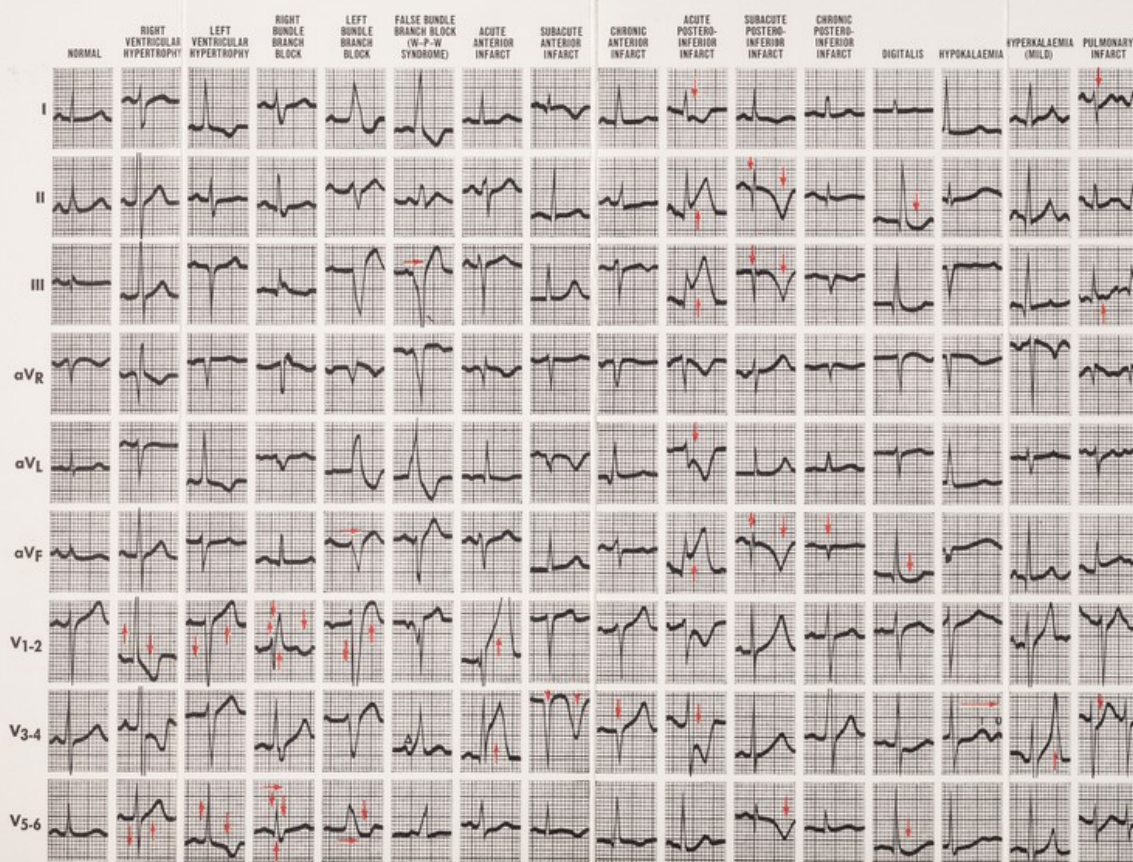 NORMAL
RIGHT
VENTRICULAR
HYPERTROPHY
LEFT
VENTRICULAR
HYPERTROPHY
RIGHT
BUNDLE
BRANCH
BLOCK
LEFT
BUNDLE
BRANCH
BLOCK
FALSE BUNDLE
BRANCH BLOCK
(W-P-W
SYNDROME)
ACUTE
ANTERIOR
INFARCT
SUBACUTE
ANTERIOR
INFARCT
CHRONIC
ANTERIOR
INFARCT
ACUTE
POSTERO-
INFERIOR
INFARCT
SUBACUTE
POSTERO-
INFERIOR
INFARCT
CHRONIC
POSTERO-
INFERIOR
INFARCT
DIGITALIS
HYPOKALAEMIA
HYPERKALAEMIA
(MILD)
PULMONARY
INFARCT
I
II
III
aVR
aVL
aVF
V1-2
V3-4
V5-6